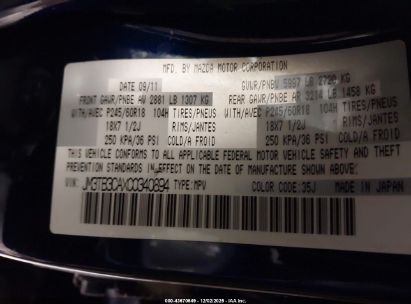 MFD. BY MAZDA MOTOR CORPORATION
DATE 09/11 GVWR/PNBV 5997 LB 2720 KG
FRONT GAWR/PNBE AV 2881 LB 1307 KG REAR GAWR/PNBE AR 3214 LB 1458 KG
WITH/AVEC P245/60R18 104H TIRES/PNEUS WITH/AVEC P245/60R18 104H TIRES/PNEUS
18X7 1/2J RIMS/JANTES 18X7 1/2J RIMS/JANTES
250 KPA/36 PSI COLD/A FROID 250 KPA/36 PSI COLD/A FROID
THIS VEHICLE CONFORMS TO ALL APPLICABLE FEDERAL MOTOR VEHICLE SAFETY AND THEFT
PREVENTION STANDARDS IN EFFECT ON THE DATE OF MANUFACTURE SHOWN ABOVE.
VIN: JM3TB3CAXC0340894 TYPE: MPV COLOR CODE: 35J MADE IN JAPAN
000-43670649 - 12/02/2025 - IAA Inc.